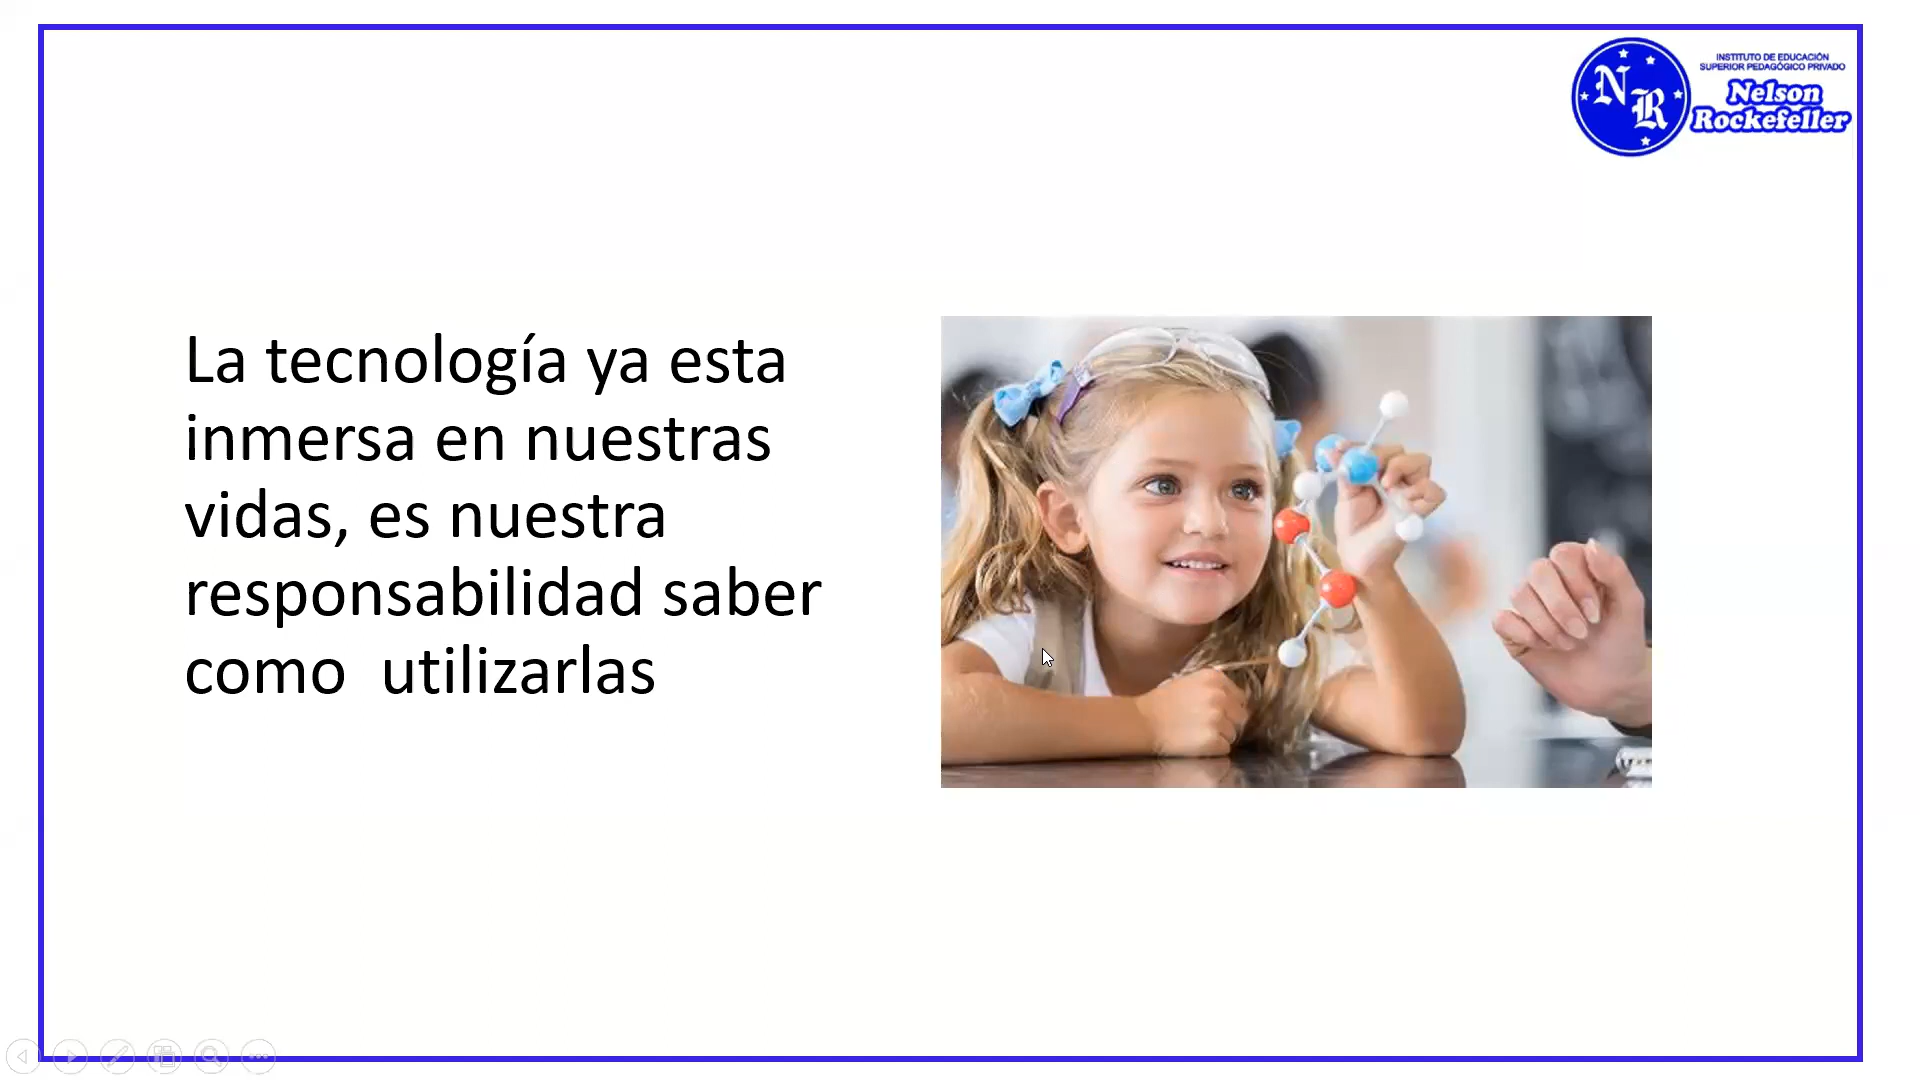 N R
INSTITUTO DE EDUCACIÓN
SUPERIOR PEDAGÓGICO PRIVADO
Nelson
Rockefeller
La tecnología ya esta
inmersa en nuestras
vidas, es nuestra
responsabilidad saber
como  utilizarlas